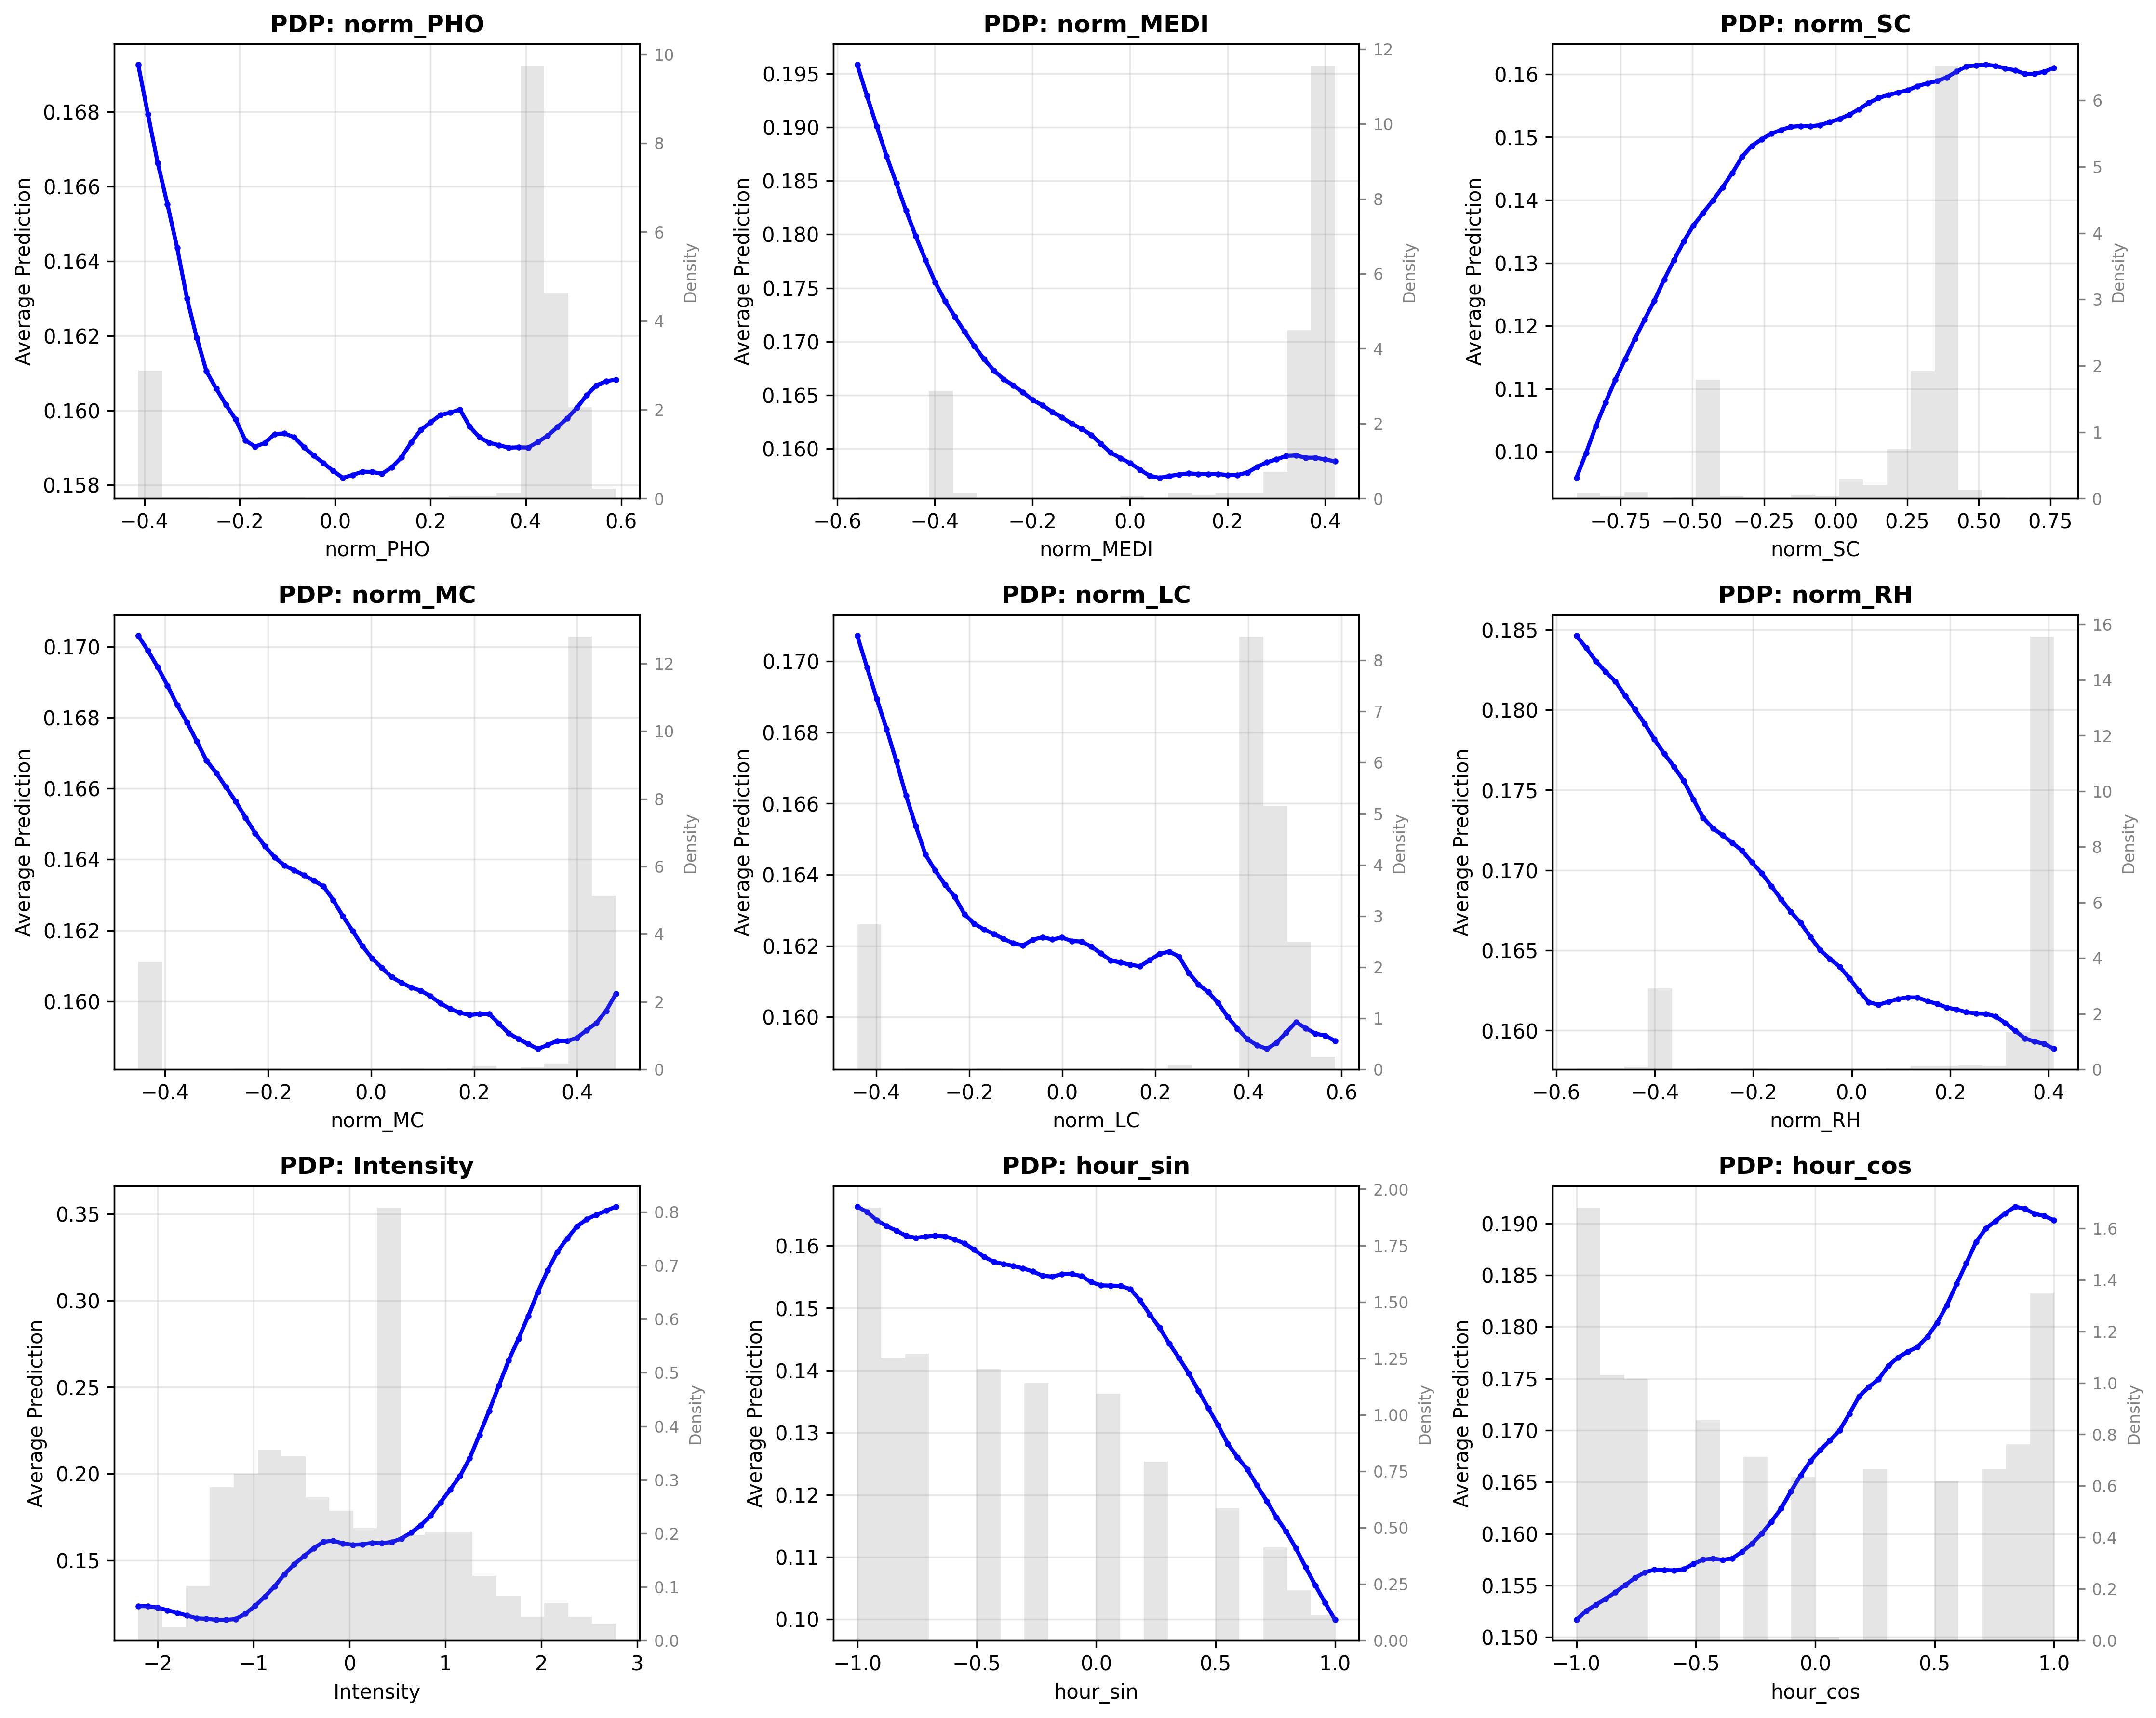 PDP: norm_PHO
0.168
0.166
0.164
0.162
0.160
0.158
Average Prediction
10
8
6
4
2
0
Density
−0.4 −0.2 0.0 0.2 0.4 0.6
norm_PHO
PDP: norm_MEDI
0.195
0.190
0.185
0.180
0.175
0.170
0.165
0.160
Average Prediction
12
10
8
6
4
2
0
Density
−0.6 −0.4 −0.2 0.0 0.2 0.4
norm_MEDI
PDP: norm_SC
0.16
0.15
0.14
0.13
0.12
0.11
0.10
Average Prediction
6
5
4
3
2
1
0
Density
−0.75 −0.50 −0.25 0.00 0.25 0.50 0.75
norm_SC
PDP: norm_MC
0.170
0.168
0.166
0.164
0.162
0.160
Average Prediction
12
10
8
6
4
2
0
Density
−0.4 −0.2 0.0 0.2 0.4
norm_MC
PDP: norm_LC
0.170
0.168
0.166
0.164
0.162
0.160
Average Prediction
8
7
6
5
4
3
2
1
0
Density
−0.4 −0.2 0.0 0.2 0.4 0.6
norm_LC
PDP: norm_RH
0.185
0.180
0.175
0.170
0.165
0.160
Average Prediction
16
14
12
10
8
6
4
2
0
Density
−0.6 −0.4 −0.2 0.0 0.2 0.4
norm_RH
PDP: Intensity
0.35
0.30
0.25
0.20
0.15
Average Prediction
0.8
0.7
0.6
0.5
0.4
0.3
0.2
0.1
0.0
Density
−2 −1 0 1 2 3
Intensity
PDP: hour_sin
0.16
0.15
0.14
0.13
0.12
0.11
0.10
Average Prediction
2.00
1.75
1.50
1.25
1.00
0.75
0.50
0.25
0.00
Density
−1.0 −0.5 0.0 0.5 1.0
hour_sin
PDP: hour_cos
0.190
0.185
0.180
0.175
0.170
0.165
0.160
0.155
0.150
Average Prediction
1.6
1.4
1.2
1.0
0.8
0.6
0.4
0.2
0.0
Density
−1.0 −0.5 0.0 0.5 1.0
hour_cos